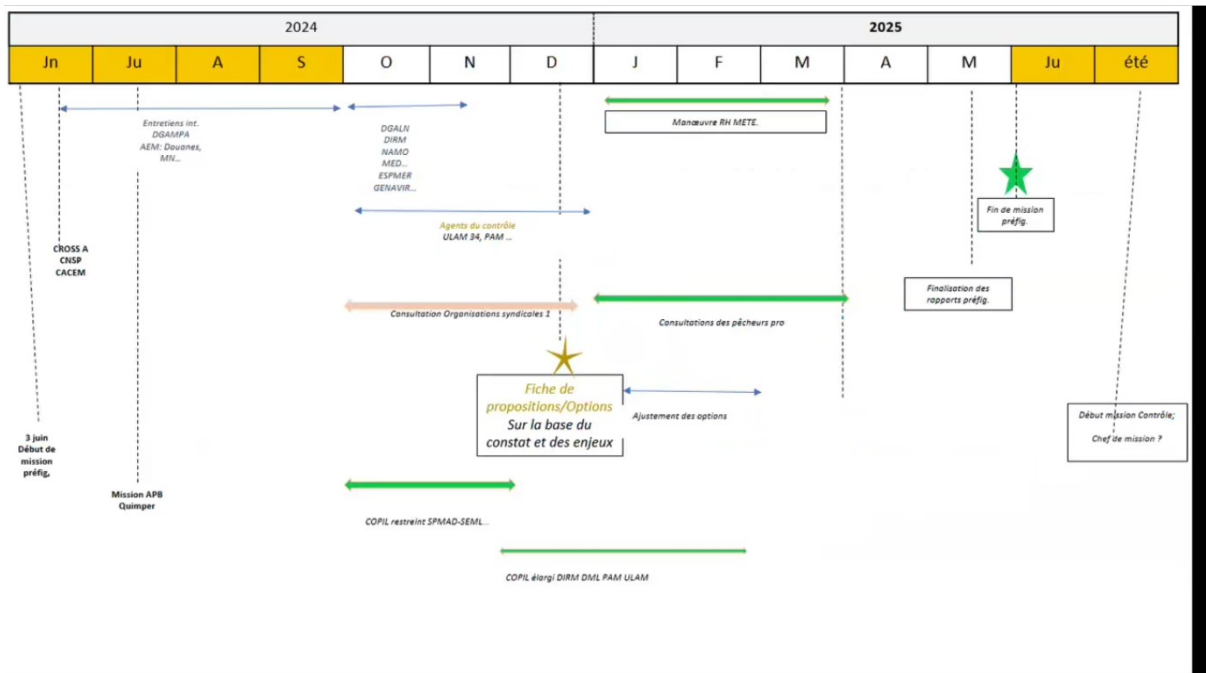 2024
2025
Jn
Ju
A
S
O
N
D
J
F
M
A
M
Ju
été
Entretiens int.
DGAMPA
AEM: Douanes,
MN...
DGALN
DIRM
NAMO
MED...
ESPMER
GENAVIR...
Manœuvre RH METE.
Fin de mission
préfig.
Agents du contrôle
ULAM 34, PAM ...
CROSS A
CNSP
CACEM
Finalisation des
rapports préfig.
Consultation Organisations syndicales 1
Consultations des pêcheurs pro
Fiche de
propositions/Options
Sur la base du
constat et des enjeux
Ajustement des options
Début mission Contrôle;
Chef de mission ?
3 juin
Début de
mission
préfig,
Mission APB
Quimper
COPIL restreint SPMAD-SEML...
COPIL élargi DIRM DML PAM ULAM